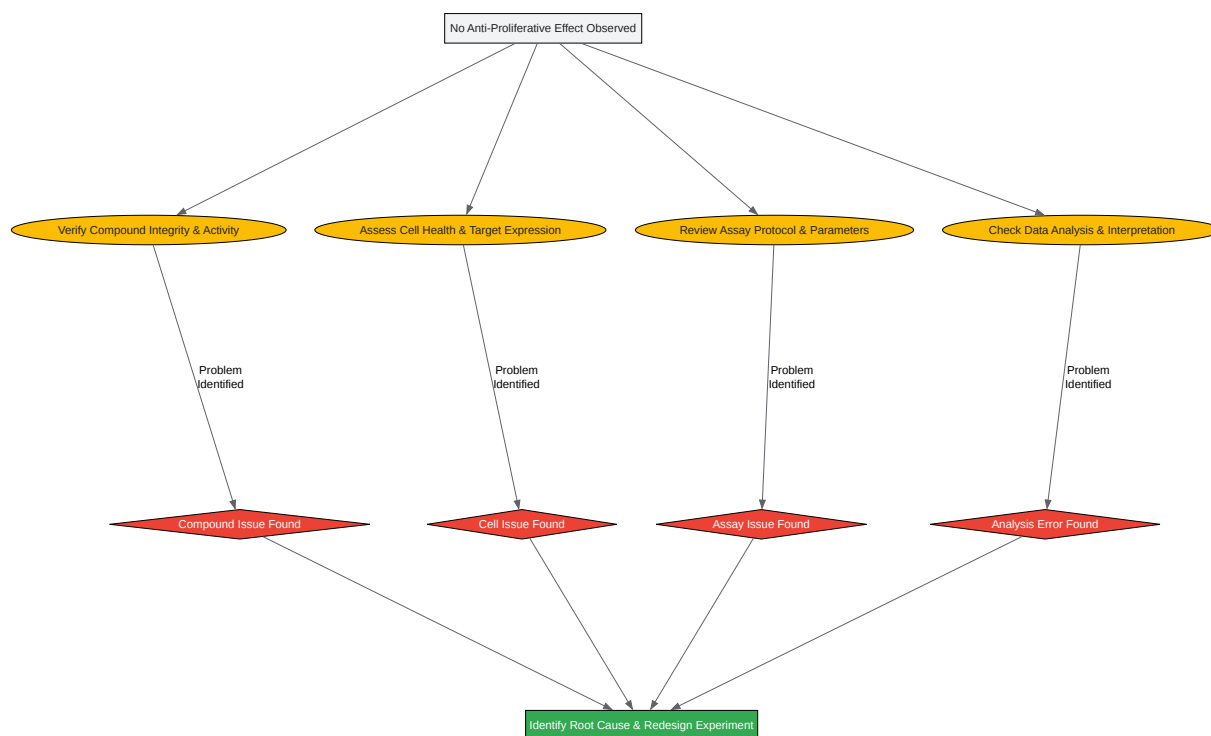 No Anti-Proliferative Effect Observed
Verify Compound Integrity & Activity
Assess Cell Health & Target Expression
Review Assay Protocol & Parameters
Check Data Analysis & Interpretation
Problem
Identified
Problem
Identified
Problem
Identified
Problem
Identified
Compound Issue Found
Cell Issue Found
Assay Issue Found
Analysis Error Found
Identify Root Cause & Redesign Experiment